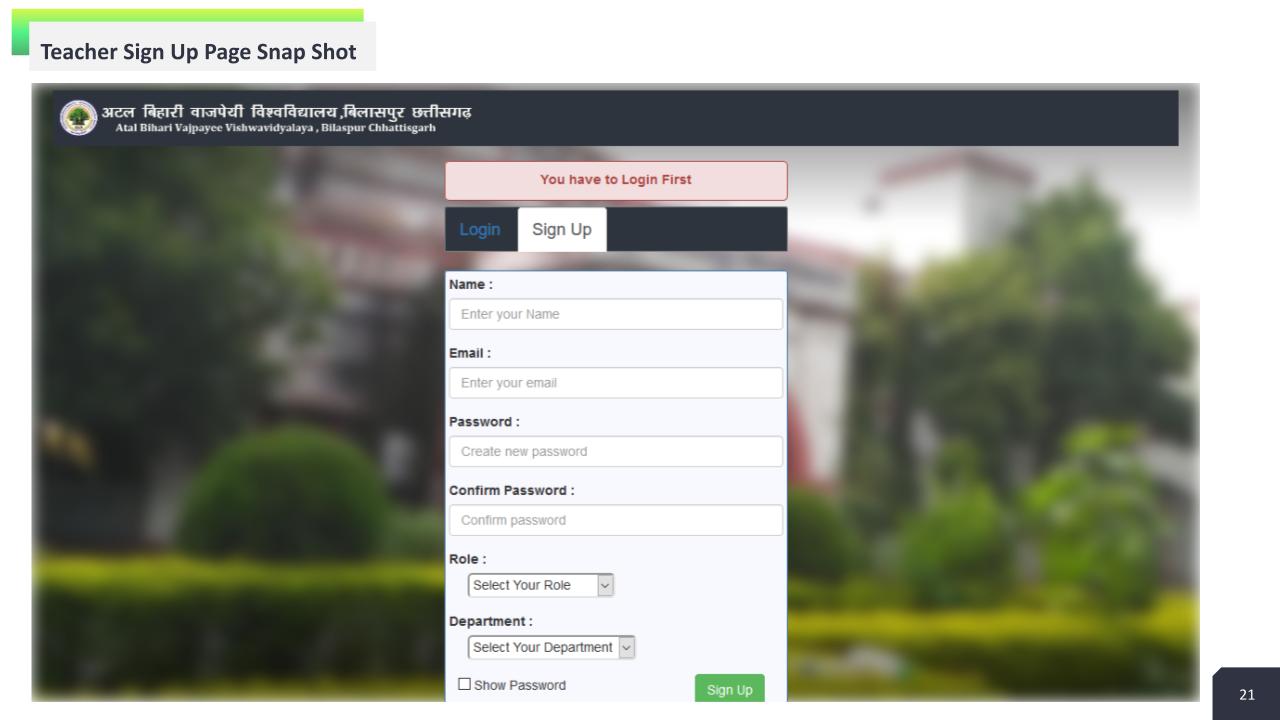 Teacher Sign Up Page Snap Shot
अटल बिहारी वाजपेयी विश्वविद्यालय ,बिलासपुर छत्तीसगढ़
Atal Bihari Vajpayee Vishwavidyalaya , Bilaspur Chhattisgarh
You have to Login First
Login
Sign Up
Name :
Enter your Name
Email :
Enter your email
Password :
Create new password
Confirm Password :
Confirm password
Role :
Select Your Role
Department :
Select Your Department
Show Password
Sign Up
21